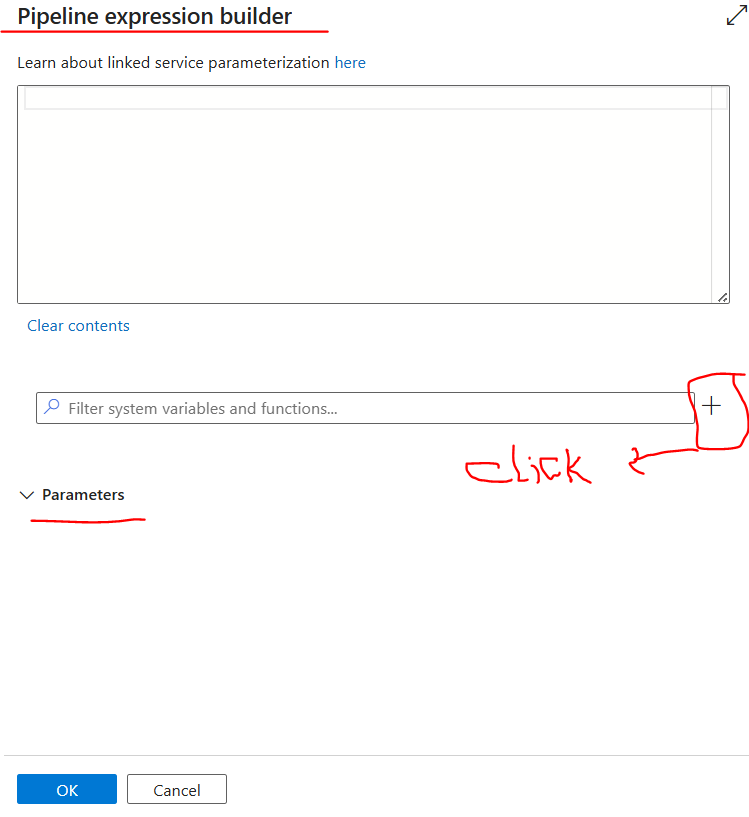 Pipeline expression builder
Learn about linked service parameterization here
Clear contents
Filter system variables and functions...
+
click
Parameters
OK Cancel